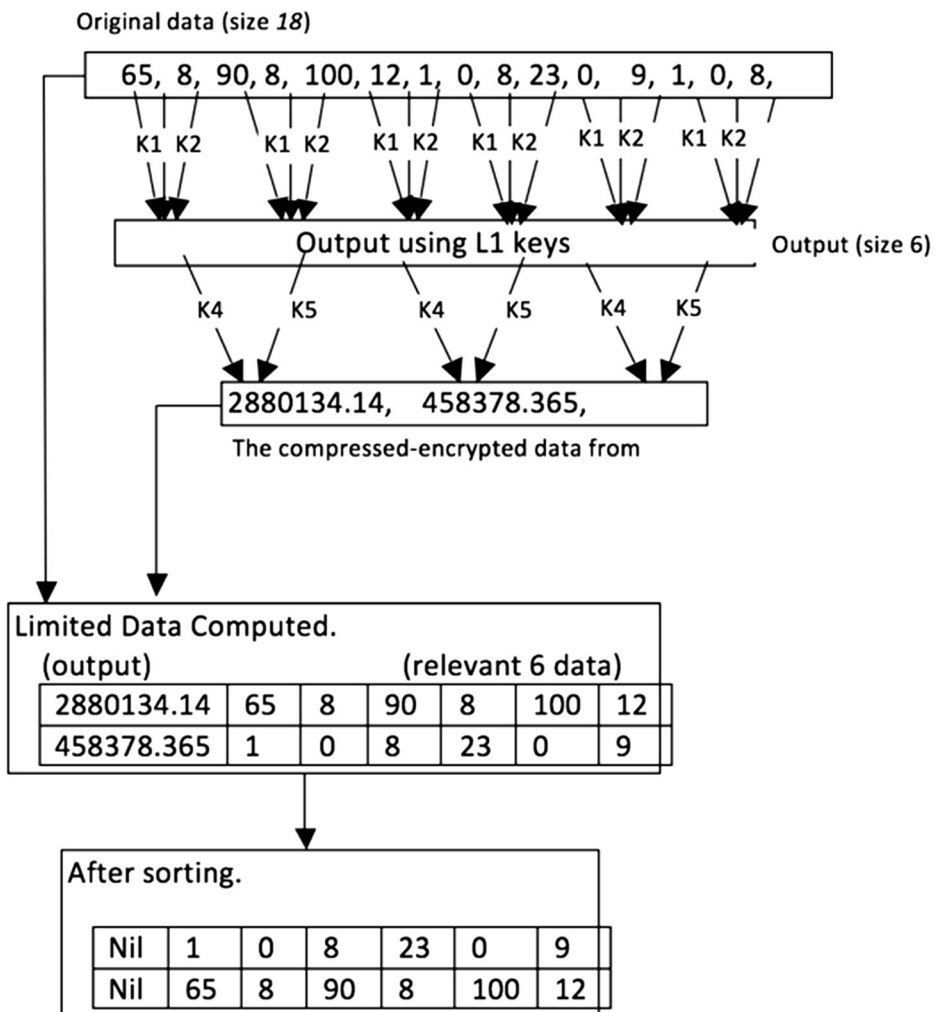 Original data (size 18)
65, 8, 90, 8, 100, 12, 1, 0, 8, 23, 0, 9, 1, 0, 8,
K1 K2 K1 K2 K1 K2 K1 K2 K1 K2 K1 K2
Output using L1 keys
Output (size 6)
K4 K5 K4 K5 K4 K5
2880134.14, 458378.365,
The compressed-encrypted data from
Limited Data Computed.
(output) (relevant 6 data)
2880134.14 65 8 90 8 100 12
458378.365 1 0 8 23 0 9
After sorting.
Nil 1 0 8 23 0 9
Nil 65 8 90 8 100 12